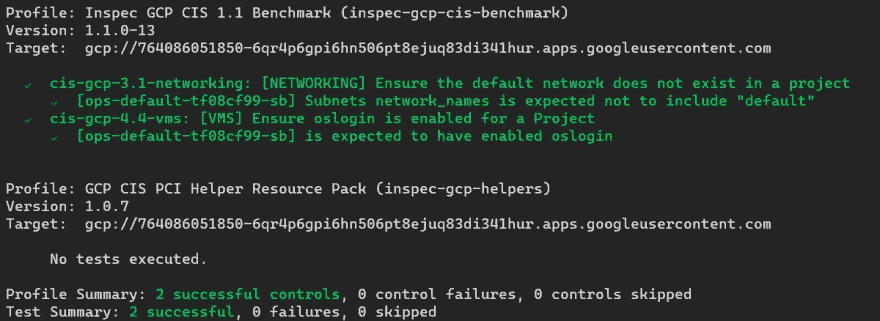 Profile: Inspec GCP CIS 1.1 Benchmark (inspec-gcp-cis-benchmark)
Version: 1.1.0-13
Target:  gcp://764086051850-6qr4p6gpi6hn506pt8ejuq83di341hur.apps.googleusercontent.com
✓ cis-gcp-3.1-networking: [NETWORKING] Ensure the default network does not exist in a project
✓ [ops-default-tf08cf99-sb] Subnets network_names is expected not to include "default"
✓ cis-gcp-4.4-vms: [VMS] Ensure oslogin is enabled for a Project
✓ [ops-default-tf08cf99-sb] is expected to have enabled oslogin
Profile: GCP CIS PCI Helper Resource Pack (inspec-gcp-helpers)
Version: 1.0.7
Target:  gcp://764086051850-6qr4p6gpi6hn506pt8ejuq83di341hur.apps.googleusercontent.com
No tests executed.
Profile Summary: 2 successful controls, 0 control failures, 0 controls skipped
Test Summary: 2 successful, 0 failures, 0 skipped